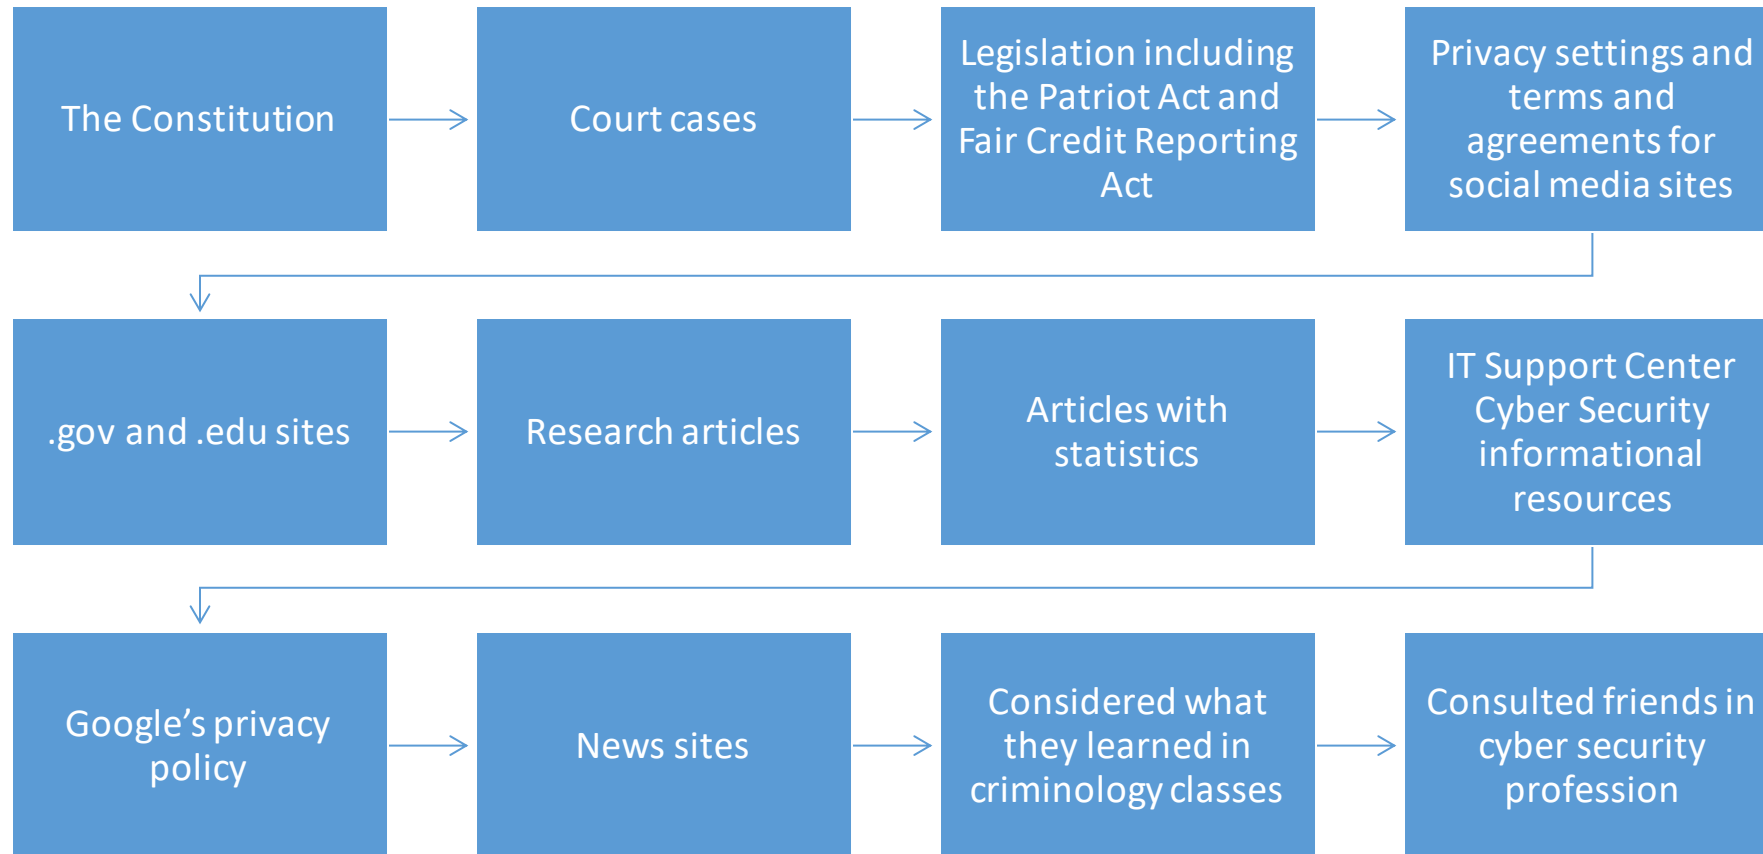 The Constitution
Court cases
Legislation including
the Patriot Act and
Fair Credit Reporting
Act
Privacy settings and
terms and
agreements for
social media sites
.gov and .edu sites
Research articles
Articles with
statistics
IT Support Center
Cyber Security
informational
resources
Google’s privacy
policy
News sites
Considered what
they learned in
criminology classes
Consulted friends in
cyber security
profession